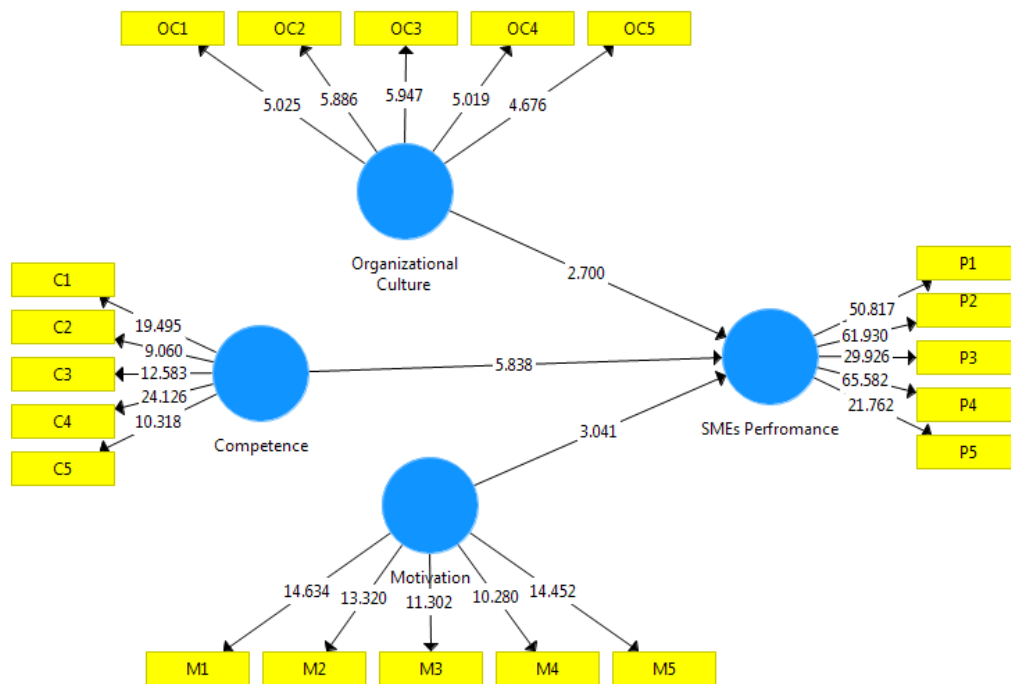 OC1 OC2 OC3 OC4 OC5
5.025 5.886 5.947 5.019 4.676
Organizational
Culture
2.700
C1
C2
C3
C4
C5
19.495
9.060
12.583
24.126
10.318
Competence
5.838
P1
P2
P3
P4
P5
50.817
61.930
29.926
65.582
21.762
SMEs Perfromance
3.041
Motivation
14.634 13.320 11.302 10.280 14.452
M1 M2 M3 M4 M5